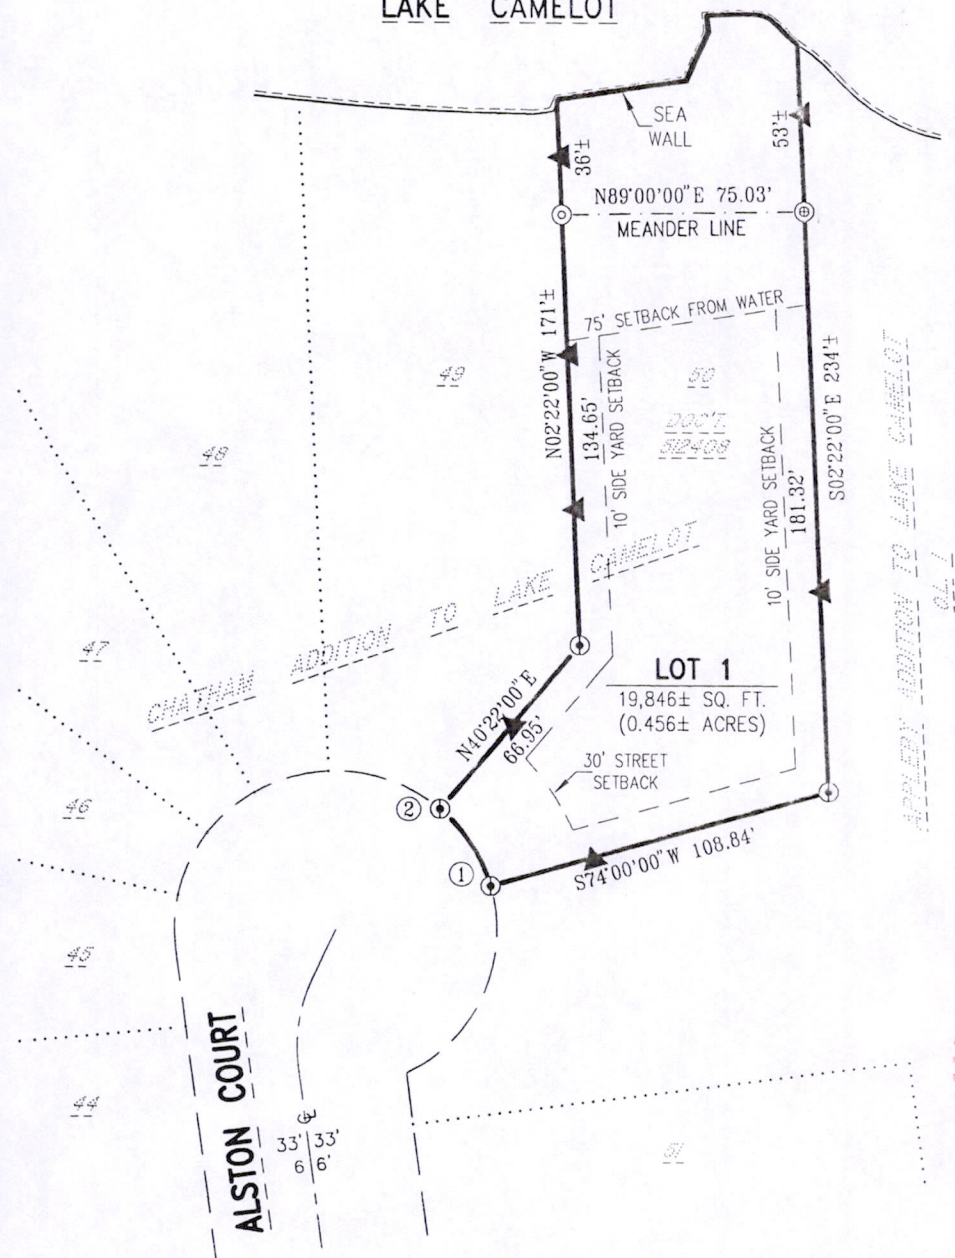 LAKE CAMELOT
SEA
WALL
36'±
53'±
N89°00'00"E 75.03'
MEANDER LINE
75' SETBACK FROM WATER
N02°22'00"W 171'±
134.65'
10' SIDE YARD SETBACK
49
50
DOC'T.
512408
10' SIDE YARD SETBACK
181.32'
S02°22'00"E 234'±
48
47
CHATHAM ADDITION TO LAKE CAMELOT
APPLEBY ADDITION TO LAKE CAMELOT
LOT 1
19,846± SQ. FT.
(0.456± ACRES)
N40°22'00"E
66.95'
30' STREET
SETBACK
2
1
S74°00'00"W 108.84'
46
45
44
ALSTON COURT
33' 33'
6 6'
51